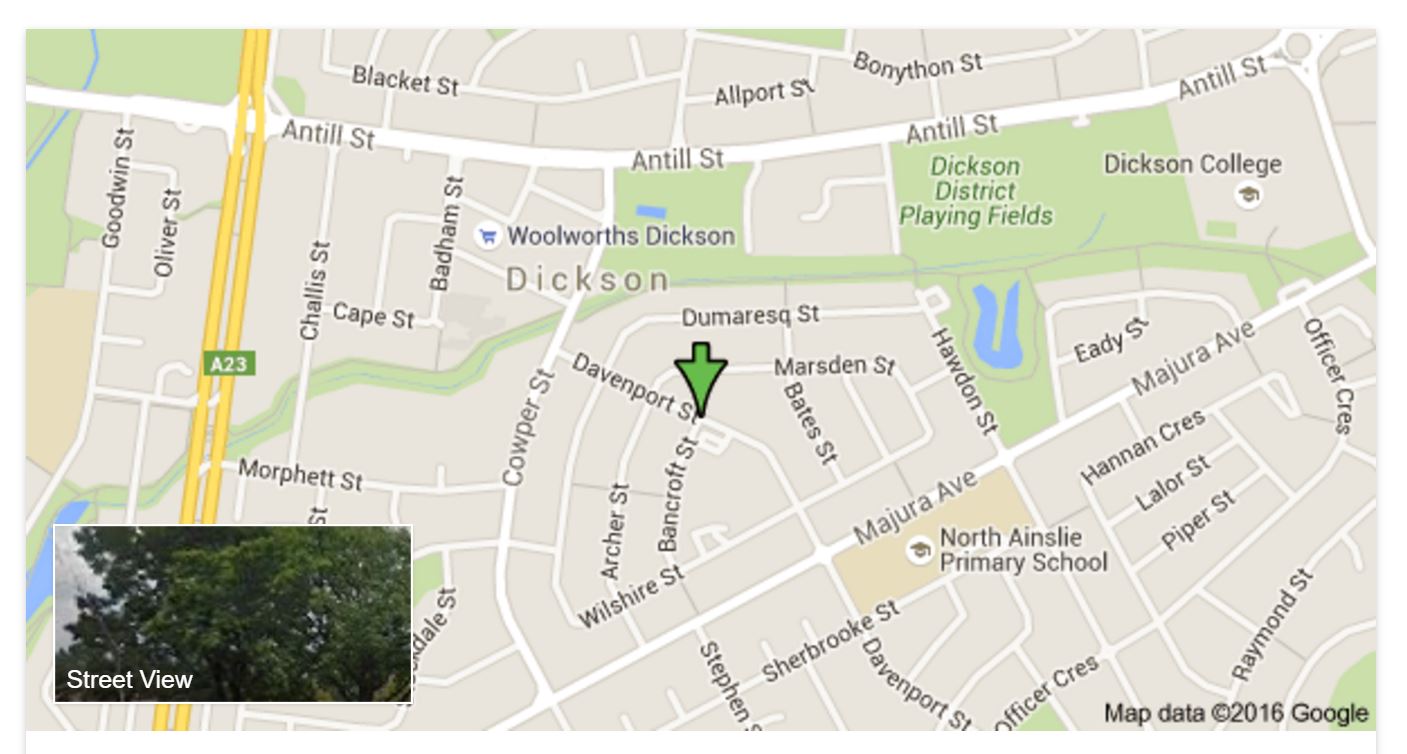 Blacket St
Allport St
Bonython St
Antill St
Antill St
Antill St
Antill St
Goodwin St
Oliver St
Challis St
Badham St
Woolworths Dickson
Dickson
Dickson
District
Playing Fields
Dickson College
Cape St
Dumaresq St
A23
Davenport St
Marsden St
Bates St
Hawdon St
Eady St
Majura Ave
Officer Cres
Cowper St
Morphett St
St
Archer St
Bancroft St
Wilshire St
Majura Ave
Hannan Cres
Lalor St
Piper St
North Ainslie
Primary School
Sherbrooke St
Stephen S
Davenport St
Officer Cres
Raymond St
Street View
Map data ©2016 Google